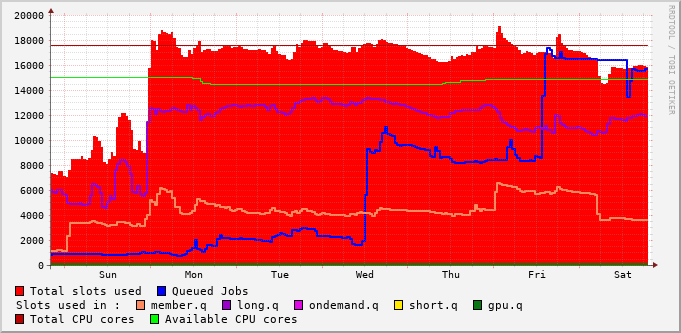 20000
18000
16000
14000
12000
10000
8000
6000
4000
2000
0
Sun Mon Tue Wed Thu Fri Sat
RRDTOOL / TOBI OETIKER
Total slots used Queued Jobs
Slots used in : member.q long.q ondemand.q short.q gpu.q
Total CPU cores Available CPU cores